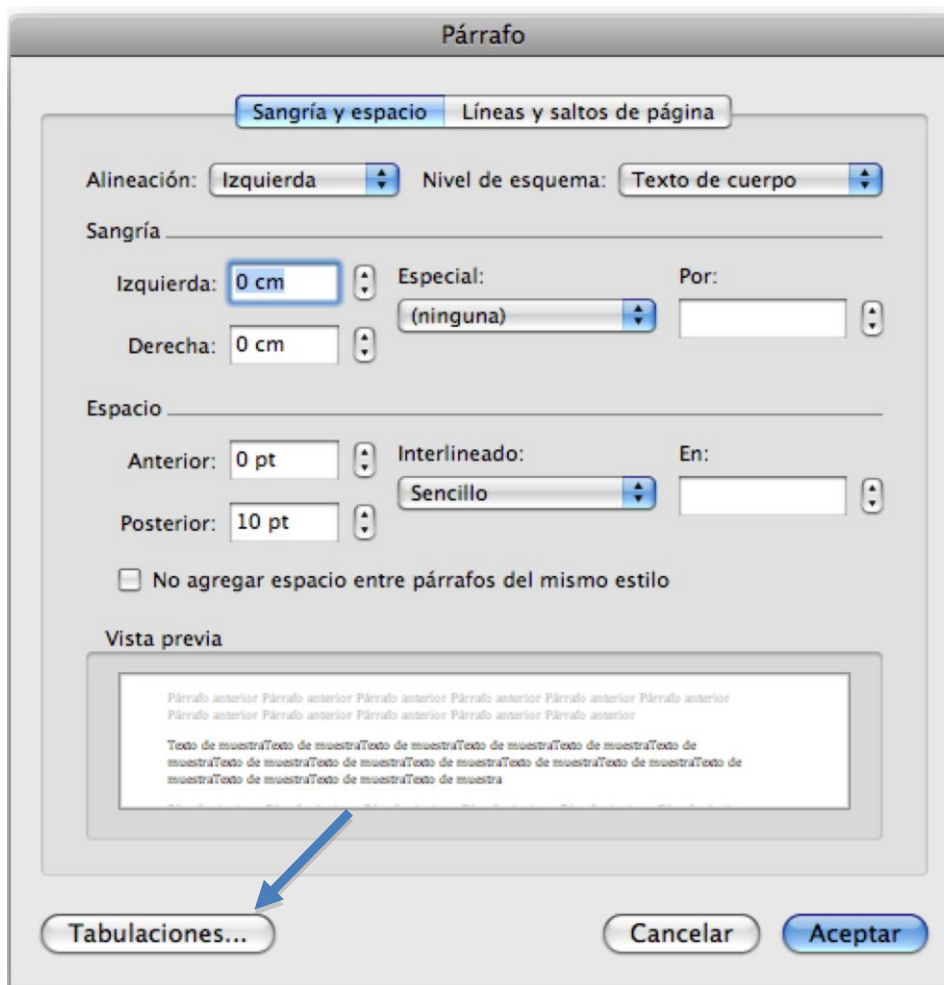 Párrafo
Sangría y espacio Líneas y saltos de página
Alineación: Izquierda Nivel de esquema: Texto de cuerpo
Sangría
Izquierda: 0 cm Especial: Por:
(ninguna)
Derecha: 0 cm
Espacio
Anterior: 0 pt Interlineado: En:
Sencillo
Posterior: 10 pt
No agregar espacio entre párrafos del mismo estilo
Vista previa
Párrafo anterior Párrafo anterior Párrafo anterior Párrafo anterior Párrafo anterior Párrafo anterior
Párrafo anterior Párrafo anterior Párrafo anterior Párrafo anterior Párrafo anterior
Texto de muestraTexto de muestraTexto de muestraTexto de muestraTexto de muestraTexto de
muestraTexto de muestraTexto de muestraTexto de muestraTexto de muestraTexto de muestraTexto de
muestraTexto de muestraTexto de muestraTexto de muestra
Tabulaciones... Cancelar Aceptar